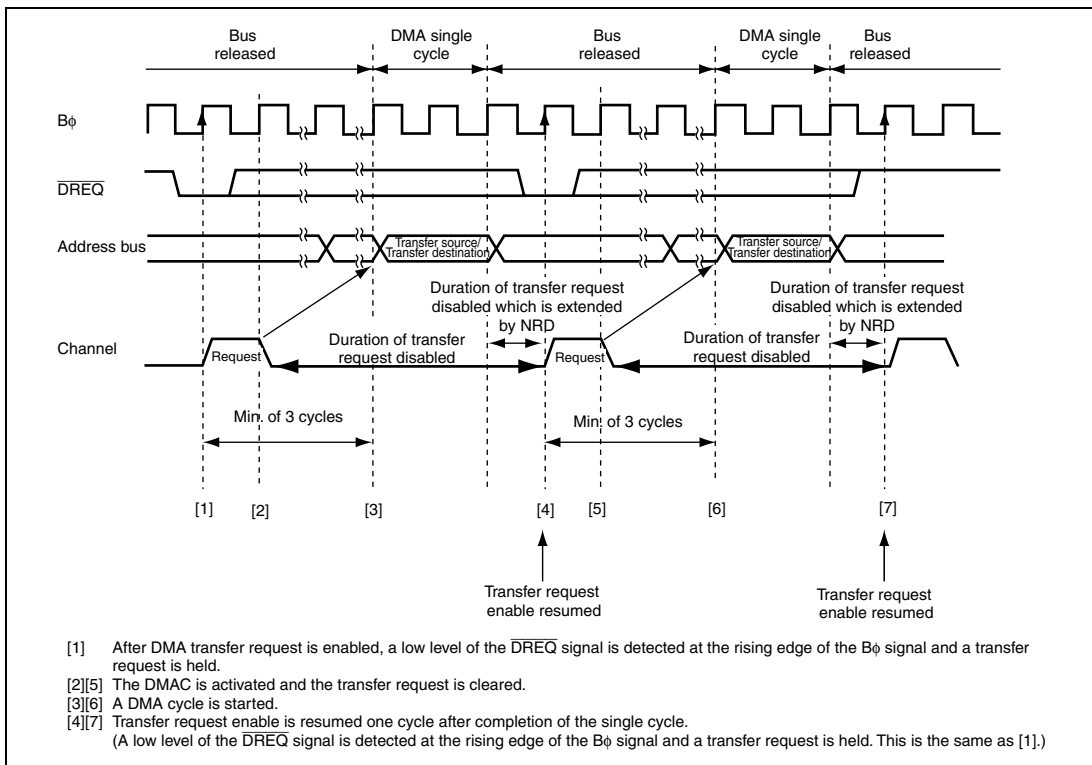 Bus
released
DMA single
cycle
Bus
released
DMA single
cycle
Bus
released
Bφ
DREQ
Address bus
Transfer source/
Transfer destination
Transfer source/
Transfer destination
Duration of transfer request
disabled which is extended
by NRD
Duration of transfer request
disabled which is extended
by NRD
Channel
Request
Duration of transfer
request disabled
Request
Duration of transfer
request disabled
Min. of 3 cycles
Min. of 3 cycles
[1]
[2]
[3]
[4]
[5]
[6]
[7]
Transfer request
enable resumed
Transfer request
enable resumed
[1] After DMA transfer request is enabled, a low level of the DREQ signal is detected at the rising edge of the Bφ signal and a transfer
request is held.
[2][5] The DMAC is activated and the transfer request is cleared.
[3][6] A DMA cycle is started.
[4][7] Transfer request enable is resumed one cycle after completion of the single cycle.
(A low level of the DREQ signal is detected at the rising edge of the Bφ signal and a transfer request is held. This is the same as [1].)